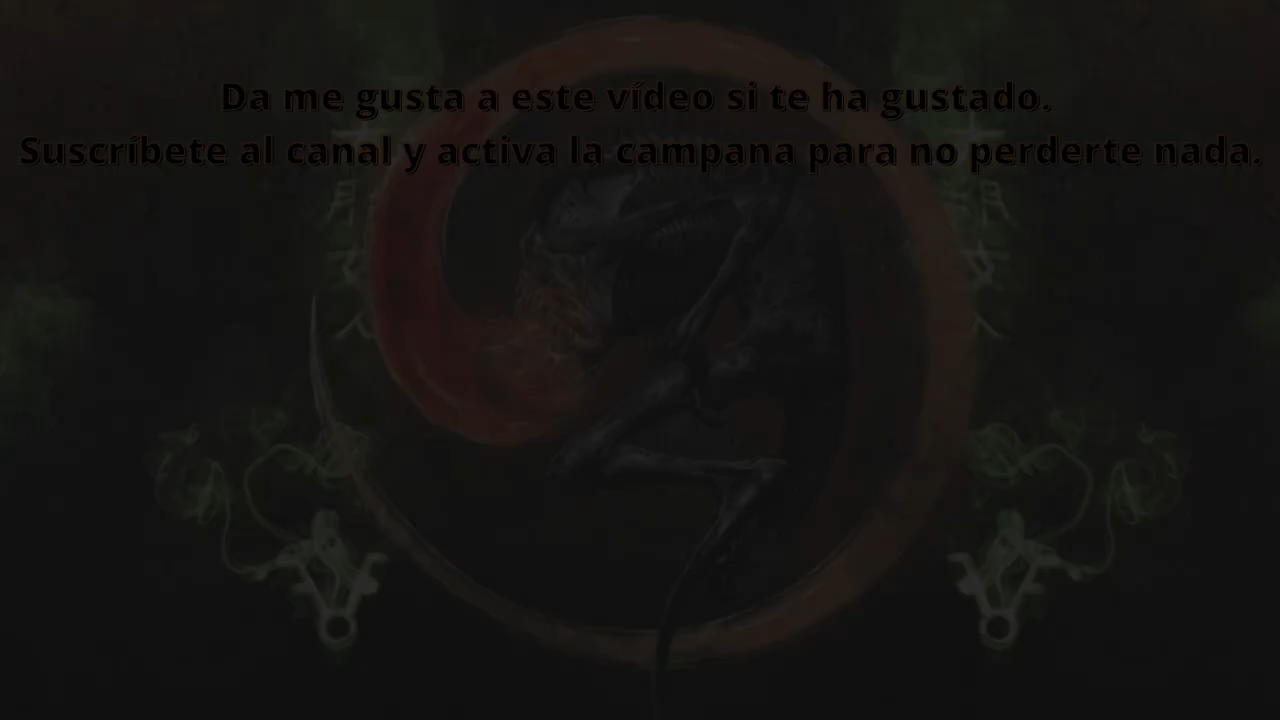 Da me gusta a este vídeo si te ha gustado.
Suscríbete al canal y activa la campana para no perderte nada.